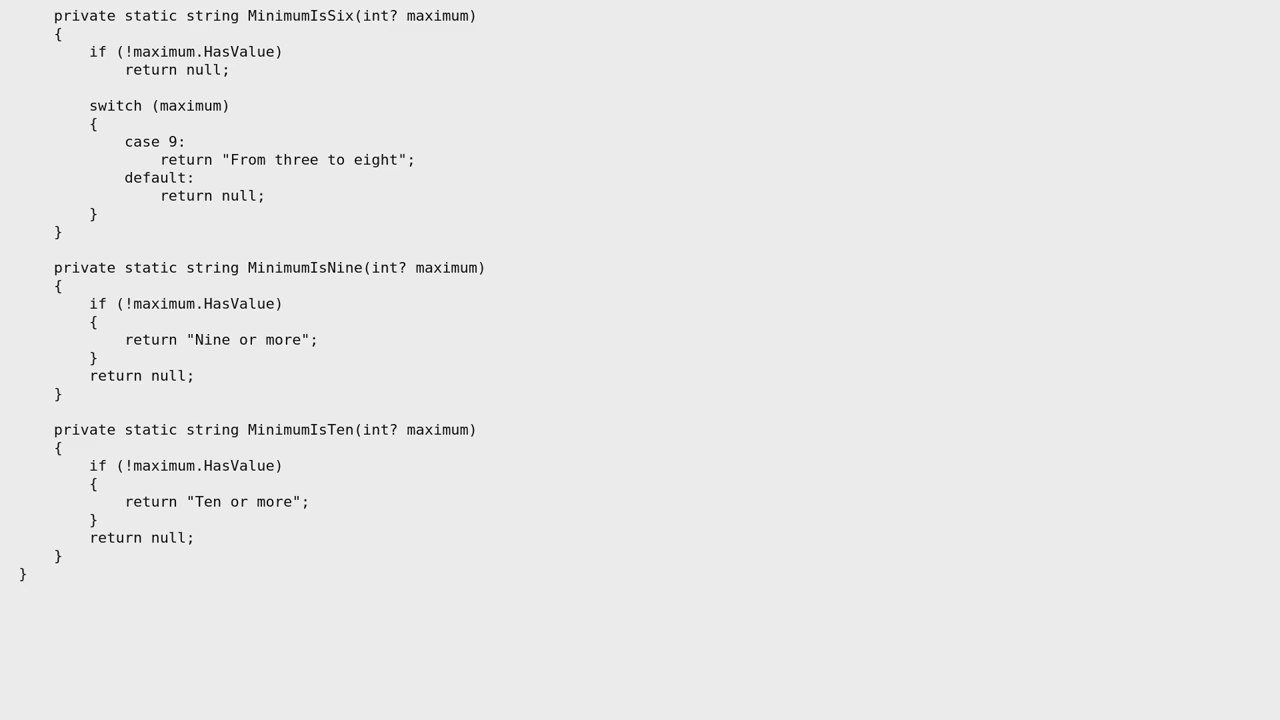 private static string MinimumIsSix(int? maximum)
{
if (!maximum.HasValue)
return null;
switch (maximum)
{
case 9:
return "From three to eight";
default:
return null;
}
}
private static string MinimumIsNine(int? maximum)
{
if (!maximum.HasValue)
{
return "Nine or more";
}
return null;
}
private static string MinimumIsTen(int? maximum)
{
if (!maximum.HasValue)
{
return "Ten or more";
}
return null;
}
}